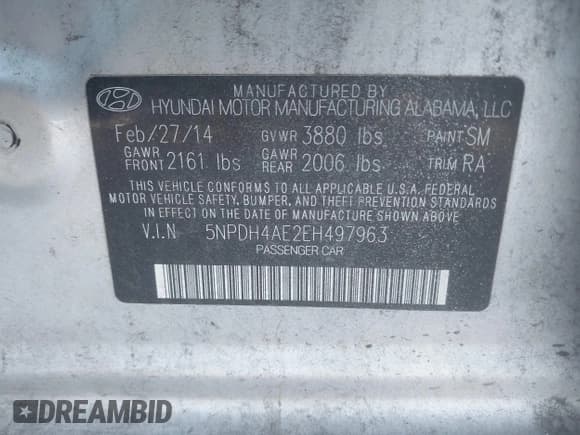 MANUFACTURED BY
HYUNDAI MOTOR MANUFACTURING ALABAMA, LLC
Feb/27/14 GVWR 3880 lbs PAINT SM
GAWR FRONT 2161 lbs GAWR REAR 2006 lbs TRIM RA
THIS VEHICLE CONFORMS TO ALL APPLICABLE U.S.A. FEDERAL
MOTOR VEHICLE SAFETY, BUMPER, AND THEFT PREVENTION
STANDARDS IN EFFECT ON THE DATE OF
MANUFACTURE SHOWN ABOVE.
V.I.N 5NPDH4AE2EH497963
PASSENGER CAR
DREAMBID